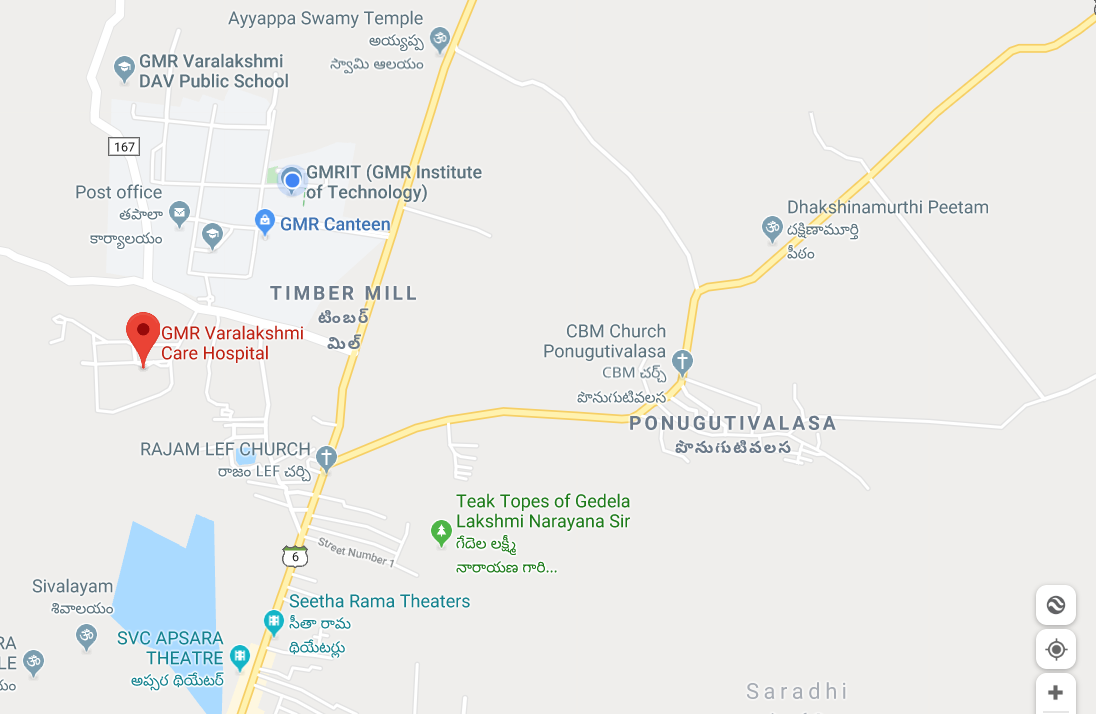 Ayyappa Swamy Temple
అయ్యప్ప
స్వామి ఆలయం
GMR Varalakshmi
DAV Public School
167
GMRIT (GMR Institute
of Technology)
Post office
తపాలా
కార్యాలయం
GMR Canteen
Dhakshinamurthi Peetam
దక్షిణామూర్తి
పీఠం
TIMBER MILL
టింబర్
మిల్
GMR Varalakshmi
Care Hospital
CBM Church
Ponugutivalasa
CBM చర్చ్
పొనుగుటివలస
PONUGUTIVALASA
పొనుగుటివలస
RAJAM LEF CHURCH
రాజం LEF చర్చి
Teak Topes of Gedela
Lakshmi Narayana Sir
గేదెల లక్ష్మీ
నారాయణ గారి...
Street Number 1
6
Sivalayam
శివాలయం
Seetha Rama Theaters
సీతా రామ
థియేటర్లు
SVC APSARA
THEATRE
అప్సర థియేటర్
RA
LE
Saradhi